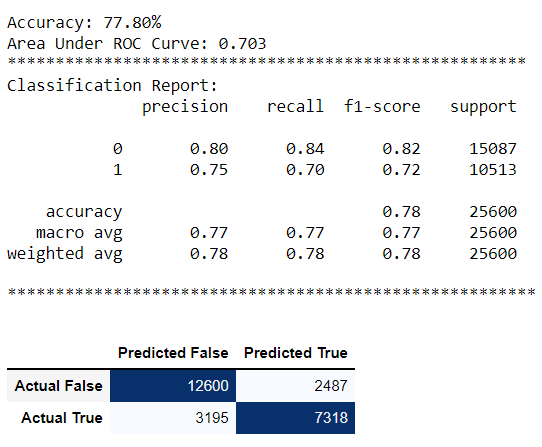 Accuracy: 77.80%
Area Under ROC Curve: 0.703
******************************************************
Classification Report:
precision recall f1-score support
0 0.80 0.84 0.82 15087
1 0.75 0.70 0.72 10513
accuracy 0.78 25600
macro avg 0.77 0.77 0.77 25600
weighted avg 0.78 0.78 0.78 25600
*******************************************************
Predicted False Predicted True
Actual False 12600 2487
Actual True 3195 7318